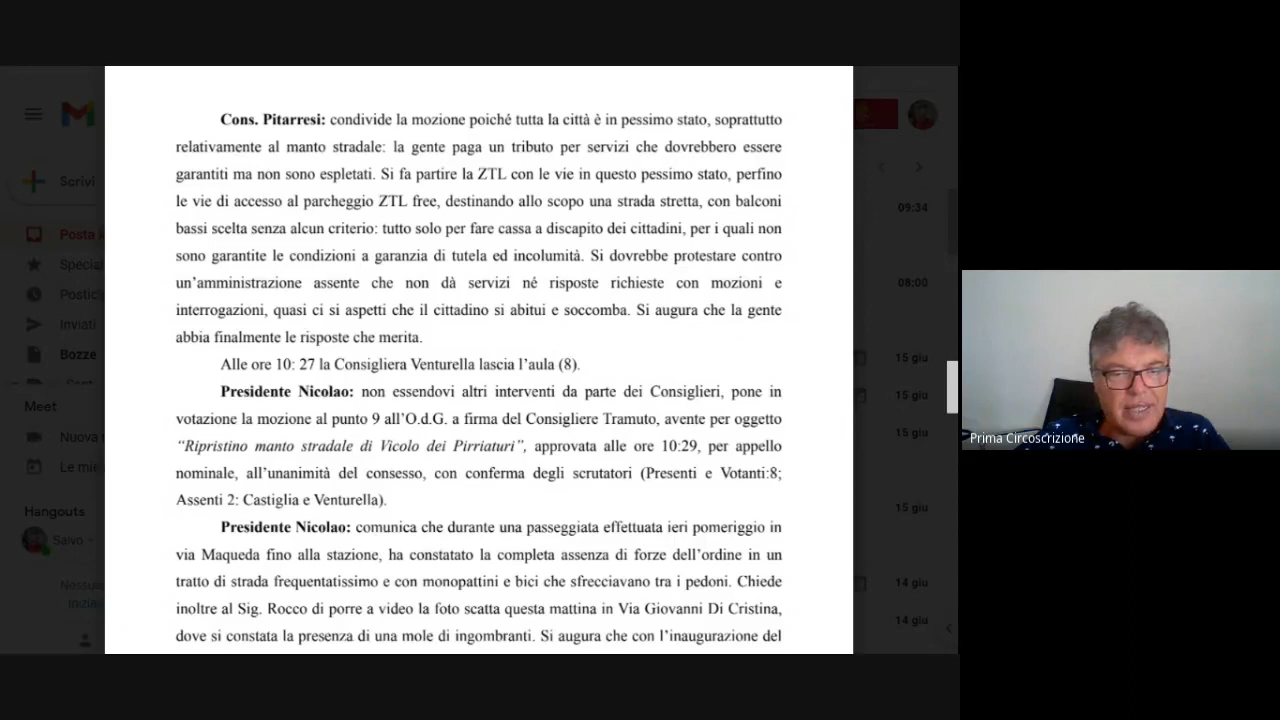 Cons. Pitarresi: condivide la mozione poiché tutta la città è in pessimo stato, soprattutto
relativamente al manto stradale: la gente paga un tributo per servizi che dovrebbero essere
garantiti ma non sono espletati. Si fa partire la ZTL con le vie in questo pessimo stato, perfino
le vie di accesso al parcheggio ZTL free, destinando allo scopo una strada stretta, con balconi
bassi scelta senza alcun criterio: tutto solo per fare cassa a discapito dei cittadini, per i quali non
sono garantite le condizioni a garanzia di tutela ed incolumità. Si dovrebbe protestare contro
un'amministrazione assente che non dà servizi né risposte richieste con mozioni e
interrogazioni, quasi ci si aspetti che il cittadino si abitui e soccomba. Si augura che la gente
abbia finalmente le risposte che merita.
Alle ore 10: 27 la Consigliera Venturella lascia l'aula (8).
Presidente Nicolao: non essendovi altri interventi da parte dei Consiglieri, pone in
votazione la mozione al punto 9 all'O.d.G. a firma del Consigliere Tramuto, avente per oggetto
“Ripristino manto stradale di Vicolo dei Pirriaturi”, approvata alle ore 10:29, per appello
nominale, all'unanimità del consesso, con conferma degli scrutatori (Presenti e Votanti:8;
Assenti 2: Castiglia e Venturella).
Presidente Nicolao: comunica che durante una passeggiata effettuata ieri pomeriggio in
via Maqueda fino alla stazione, ha constatato la completa assenza di forze dell'ordine in un
tratto di strada frequentatissimo e con monopattini e bici che sfrecciavano tra i pedoni. Chiede
inoltre al Sig. Rocco di porre a video la foto scatta questa mattina in Via Giovanni Di Cristina,
dove si constata la presenza di una mole di ingombranti. Si augura che con l'inaugurazione del
Scrivi
Posta
Special
Postici
Inviati
Bozze
Meet
Nuova
Le mie
Hangouts
Salvo
Nessun
Inizia
09:34
08:00
15 giu
15 giu
15 giu
15 giu
14 giu
14 giu
Prima Circoscrizione